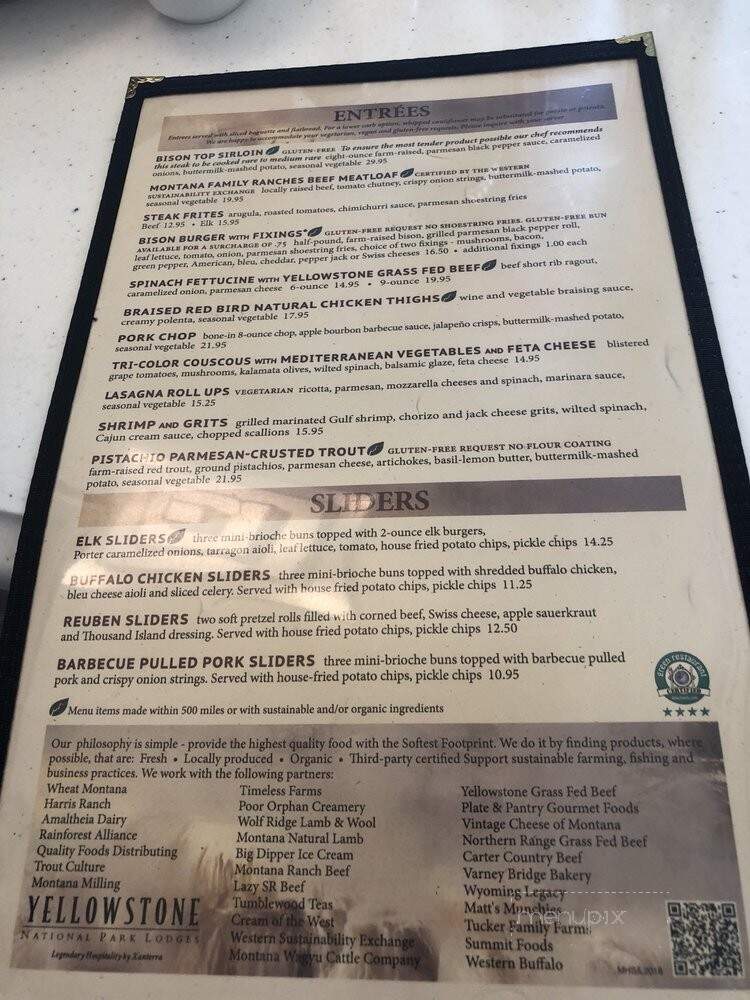 ENTRÉES
Entrees served with sliced baguette and flatbread. For a lower carb option, whipped cauliflower may be substituted for potato or polenta.
We are happy to accommodate your vegetarian, vegan and gluten-free requests. Please inquire with your server
BISON TOP SIRLOIN GLUTEN-FREE To ensure the most tender product possible our chef recommends
this steak to be cooked rare to medium rare eight-ounce farm-raised, parmesan black pepper sauce, caramelized
onions, buttermilk-mashed potato, seasonal vegetable 29.95
MONTANA FAMILY RANCHES BEEF MEATLOAF CERTIFIED BY THE WESTERN
SUSTAINABILITY EXCHANGE locally raised beef, tomato chutney, crispy onion strings, buttermilk-mashed potato,
seasonal vegetable 19.95
STEAK FRITES arugula, roasted tomatoes, chimichurri sauce, parmesan shoestring fries
Beef 12.95 • Elk 15.95
BISON BURGER WITH FIXINGS* GLUTEN-FREE REQUEST NO SHOESTRING FRIES. GLUTEN-FREE BUN
AVAILABLE FOR A SURCHARGE OF .75 half-pound, farm-raised bison, grilled parmesan black pepper roll,
leaf lettuce, tomato, onion, parmesan shoestring fries, choice of two fixings - mushrooms, bacon,
green pepper, American, bleu, cheddar, pepper jack or Swiss cheeses 16.50 • additional fixings 1.00 each
SPINACH FETTUCINE WITH YELLOWSTONE GRASS FED BEEF beef short rib ragout,
caramelized onion, parmesan cheese 6-ounce 14.95 • 9-ounce 19.95
BRAISED RED BIRD NATURAL CHICKEN THIGHS wine and vegetable braising sauce,
creamy polenta, seasonal vegetable 17.95
PORK CHOP bone-in 8-ounce chop, apple bourbon barbecue sauce, jalapeño crisps, buttermilk-mashed potato,
seasonal vegetable 21.95
TRI-COLOR COUSCOUS WITH MEDITERRANEAN VEGETABLES AND FETA CHEESE blistered
grape tomatoes, mushrooms, kalamata olives, wilted spinach, balsamic glaze, feta cheese 14.95
LASAGNA ROLL UPS VEGETARIAN ricotta, parmesan, mozzarella cheeses and spinach, marinara sauce,
seasonal vegetable 15.25
SHRIMP AND GRITS grilled marinated Gulf shrimp, chorizo and jack cheese grits, wilted spinach,
Cajun cream sauce, chopped scallions 15.95
PISTACHIO PARMESAN-CRUSTED TROUT GLUTEN-FREE REQUEST NO FLOUR COATING
farm-raised red trout, ground pistachios, parmesan cheese, artichokes, basil-lemon butter, buttermilk-mashed
potato, seasonal vegetable 21.95
SLIDERS
ELK SLIDERS three mini-brioche buns topped with 2-ounce elk burgers,
Porter caramelized onions, tarragon aioli, leaf lettuce, tomato, house fried potato chips, pickle chips 14.25
BUFFALO CHICKEN SLIDERS three mini-brioche buns topped with shredded buffalo chicken,
bleu cheese aioli and sliced celery. Served with house fried potato chips, pickle chips 11.25
REUBEN SLIDERS two soft pretzel rolls filled with corned beef, Swiss cheese, apple sauerkraut
and Thousand Island dressing. Served with house fried potato chips, pickle chips 12.50
BARBECUE PULLED PORK SLIDERS three mini-brioche buns topped with barbecue pulled
pork and crispy onion strings. Served with house-fried potato chips, pickle chips 10.95
green restaurant
CERTIFIED
Menu items made within 500 miles or with sustainable and/or organic ingredients
Our philosophy is simple - provide the highest quality food with the Softest Footprint. We do it by finding products, where
possible, that are: Fresh • Locally produced • Organic • Third-party certified Support sustainable farming, fishing and
business practices. We work with the following partners:
Wheat Montana
Harris Ranch
Amaltheia Dairy
Rainforest Alliance
Quality Foods Distributing
Trout Culture
Montana Milling
Timeless Farms
Poor Orphan Creamery
Wolf Ridge Lamb & Wool
Montana Natural Lamb
Big Dipper Ice Cream
Montana Ranch Beef
Lazy SR Beef
Tumblewood Teas
Cream of the West
Western Sustainability Exchange
Montana Wagyu Cattle Company
Yellowstone Grass Fed Beef
Plate & Pantry Gourmet Foods
Vintage Cheese of Montana
Northern Range Grass Fed Beef
Carter Country Beef
Varney Bridge Bakery
Wyoming Legacy
Matt's Munchies
Tucker Family Farms
Summit Foods
Western Buffalo
YELLOWSTONE
NATIONAL PARK LODGES
Legendary Hospitality by Xanterra
menupix